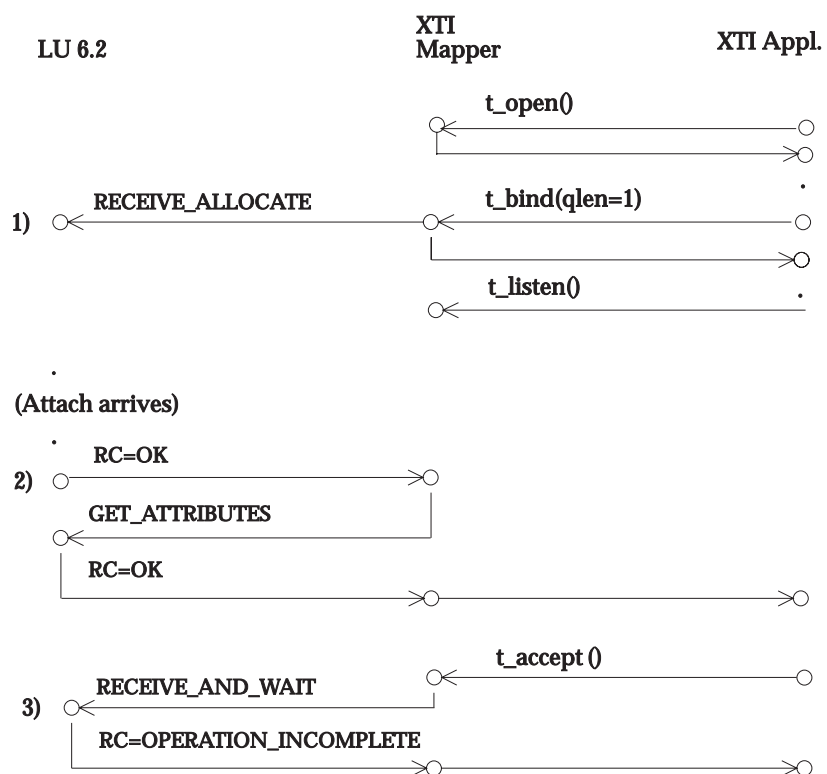 LU 6.2
XTI
Mapper
XTI Appl.
t_open()
1)
RECEIVE_ALLOCATE
t_bind(qlen=1)
t_listen()
(Attach arrives)
2)
RC=OK
GET_ATTRIBUTES
RC=OK
t_accept ()
3)
RECEIVE_AND_WAIT
RC=OPERATION_INCOMPLETE